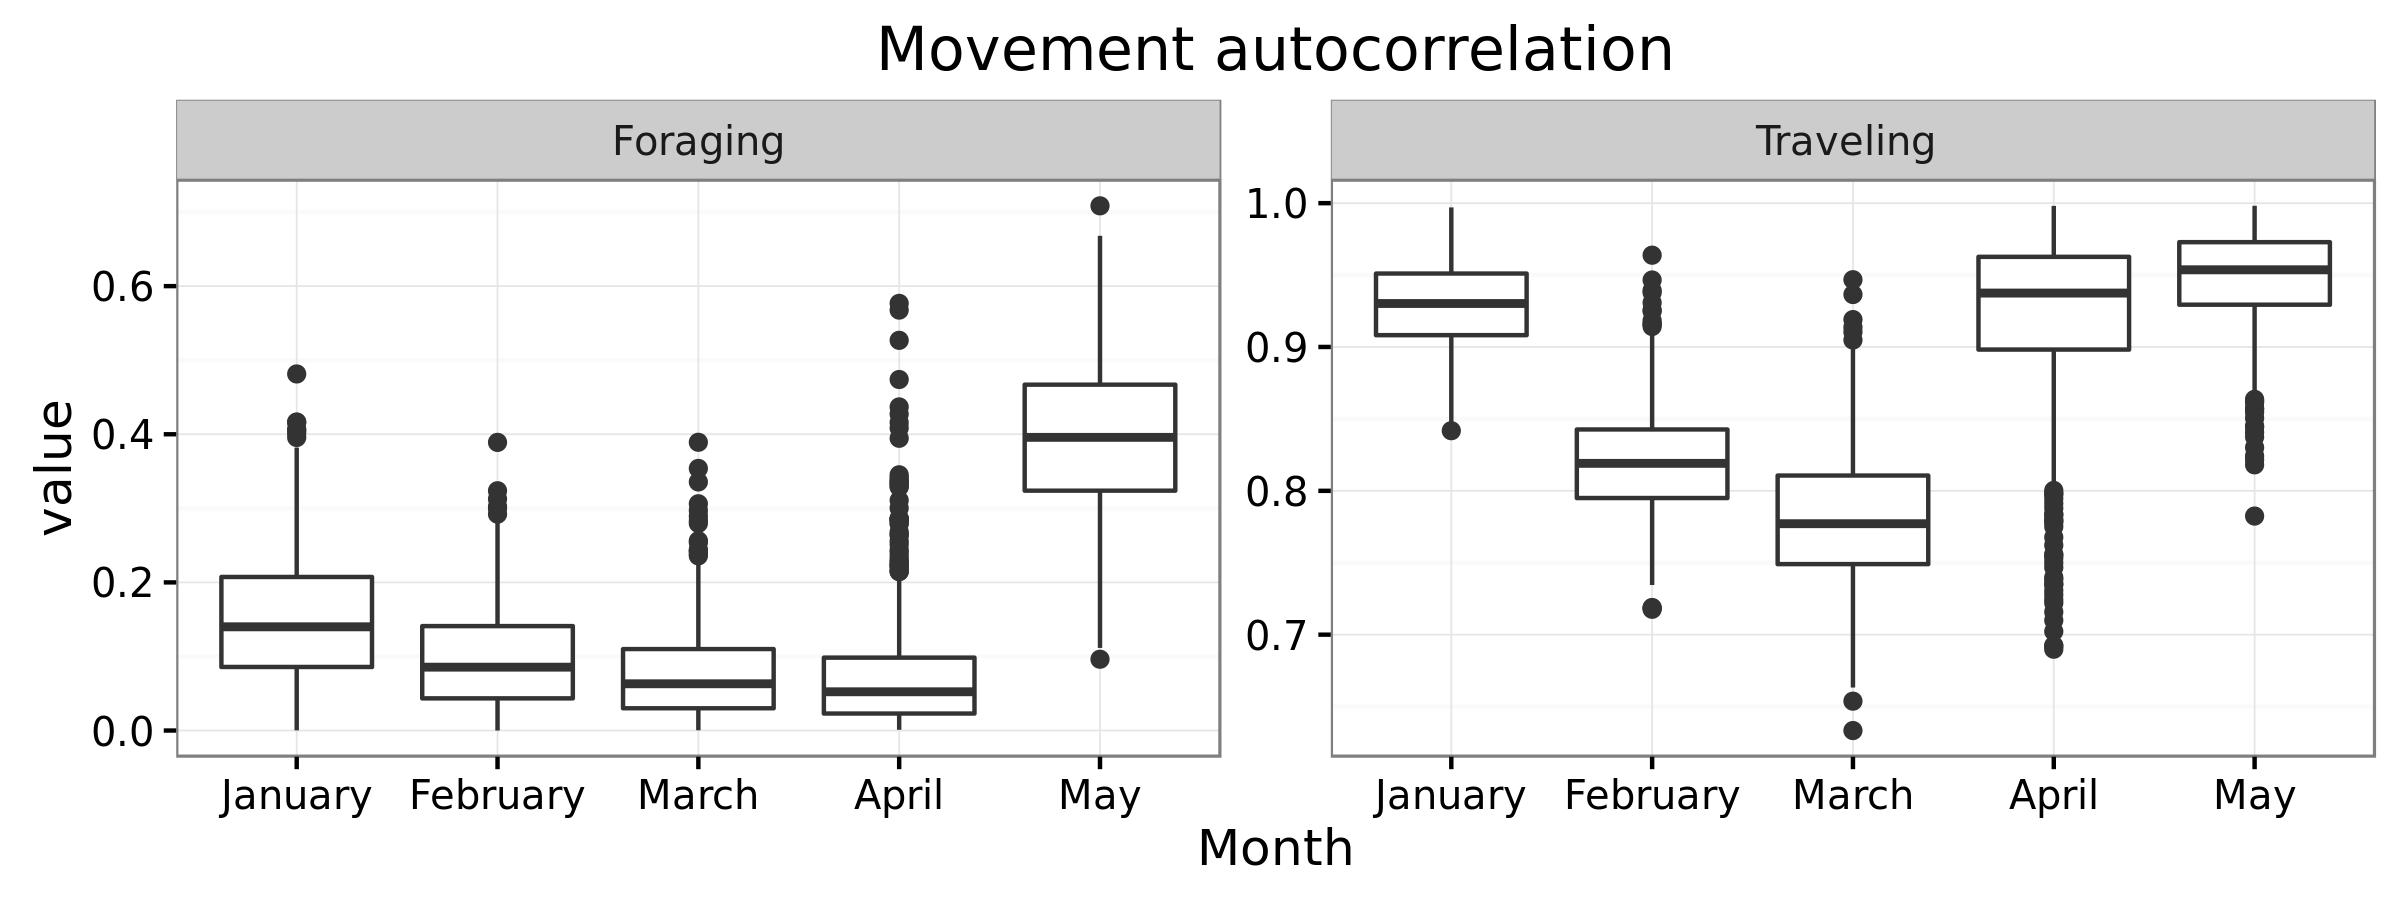 Movement autocorrelation
Foraging
Traveling
value
0.6
0.4
0.2
0.0
1.0
0.9
0.8
0.7
January February March April May
January February March April May
Month